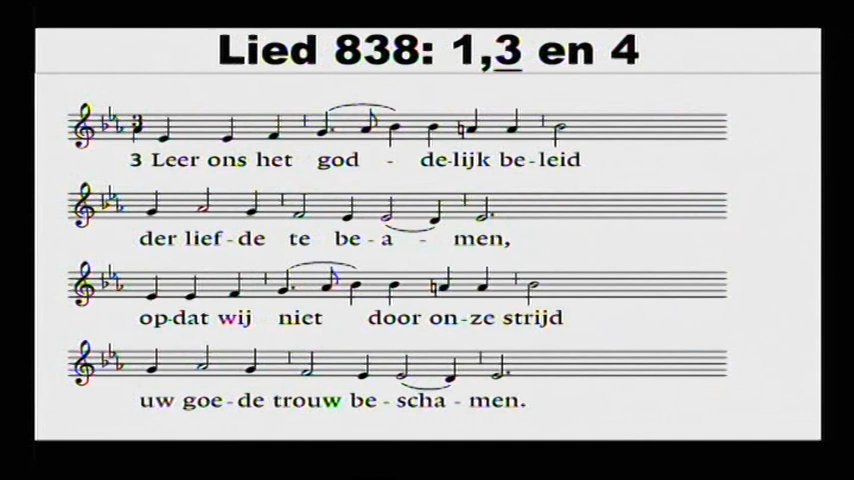 Lied 838: 1,3 en 4
3 Leer ons het god - de-lijk be-leid
der lief-de te be-a - men,
op-dat wij niet door on-ze strijd
uw goe-de trouw be-scha-men.